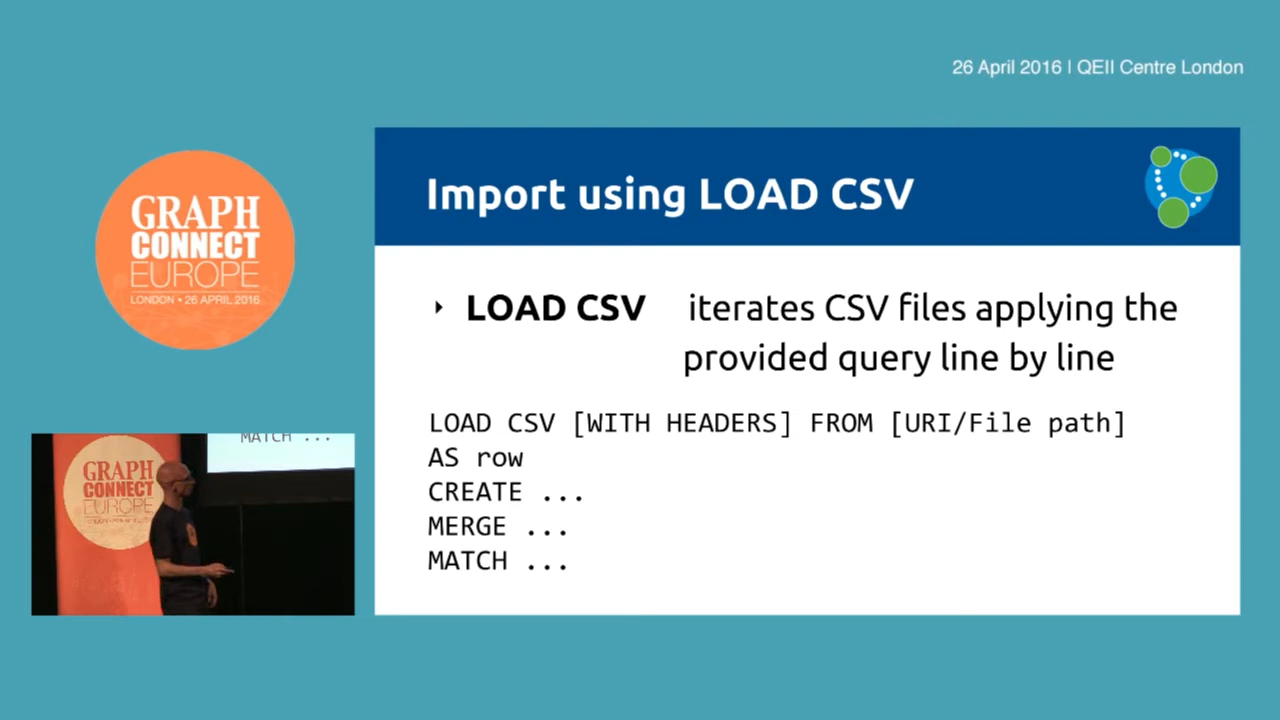 26 April 2016 | QEII Centre London
GRAPH
CONNECT
EUROPE
LONDON • 26 APRIL 2016
Import using LOAD CSV
‣ LOAD CSV iterates CSV files applying the
provided query line by line
LOAD CSV [WITH HEADERS] FROM [URI/File path]
AS row
CREATE ...
MERGE ...
MATCH ...
MATCH ...
GRAPH
CONNECT
EUROPE